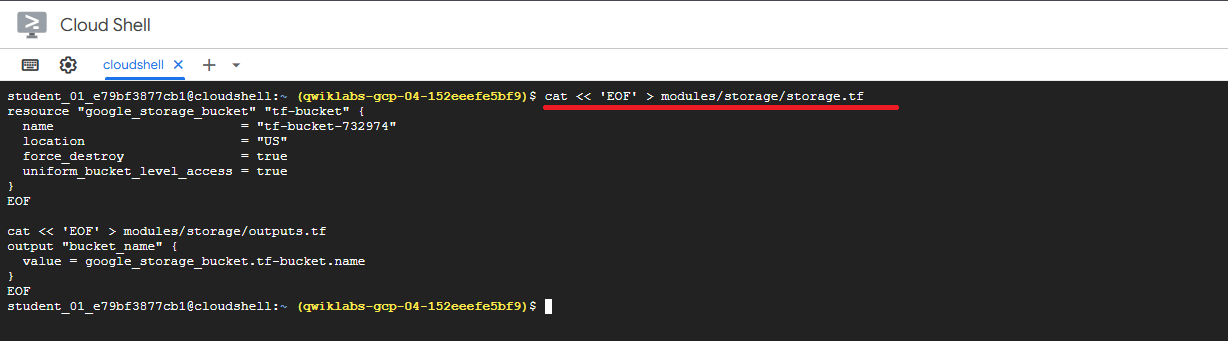 Cloud Shell
cloudshell
student_01_e79bf3877cb1@cloudshell:~ (qwiklabs-gcp-04-152eeefe5bf9)$ cat << 'EOF' > modules/storage/storage.tf
resource "google_storage_bucket" "tf-bucket" {
  name                        = "tf-bucket-732974"
  location                    = "US"
  force_destroy               = true
  uniform_bucket_level_access = true
}
EOF

cat << 'EOF' > modules/storage/outputs.tf
output "bucket_name" {
  value = google_storage_bucket.tf-bucket.name
}
EOF
student_01_e79bf3877cb1@cloudshell:~ (qwiklabs-gcp-04-152eeefe5bf9)$